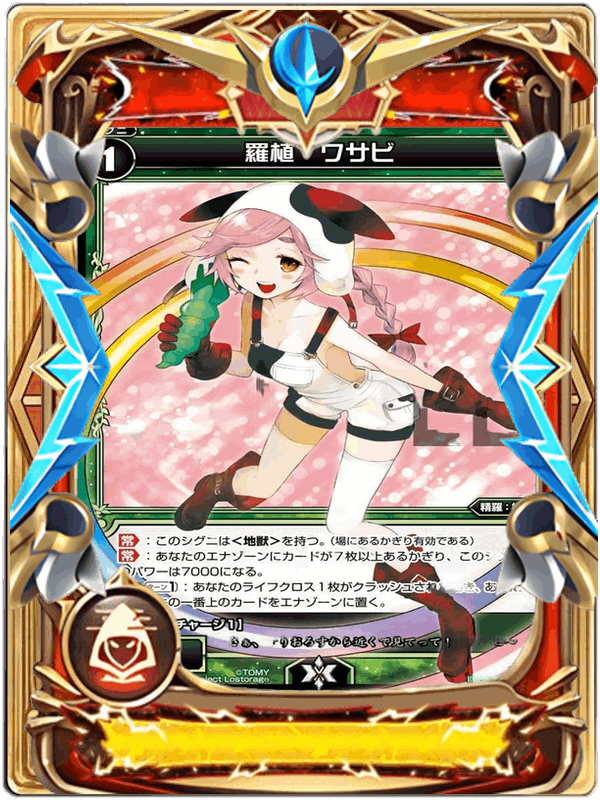 1
羅植 ワサビ
精羅:
常:このシグニは<地獣>を持つ。(場にあるかぎり有効である)
常:あなたのエナゾーンにカードが7枚以上あるかぎり、この
パワーは7000になる。
ターン1):あなたのライフクロス1枚がクラッシュされ
の一番上のカードをエナゾーンに置く。
チャージ1】
さぁ、 りおろすから近くで見てって!
©TOMY
ject Lostorage